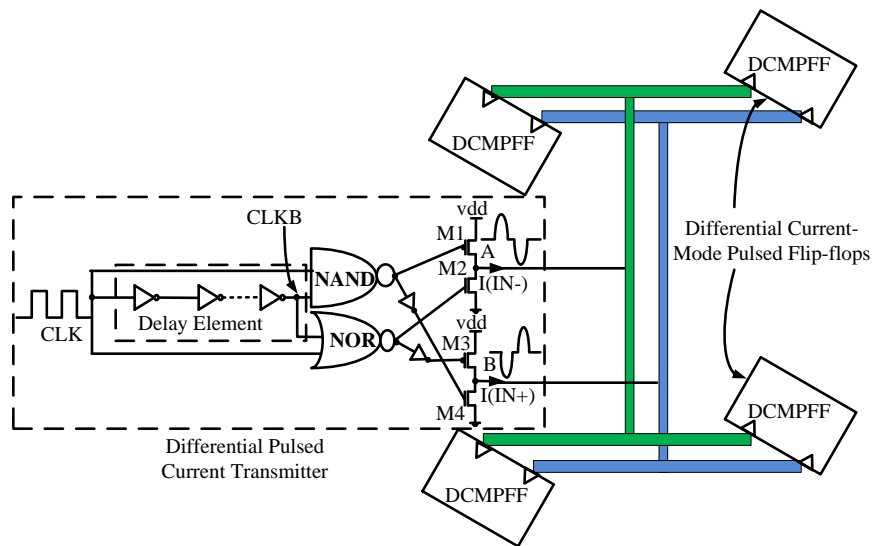 DCMPFF
DCMPFF
CLKB
vdd
M1
A
Differential Current-
Mode Pulsed Flip-flops
M2
NAND
I(IN-)
CLK
Delay Element
NOR
vdd
M3
B
I(IN+)
M4
DCMPFF
Differential Pulsed
Current Transmitter
DCMPFF